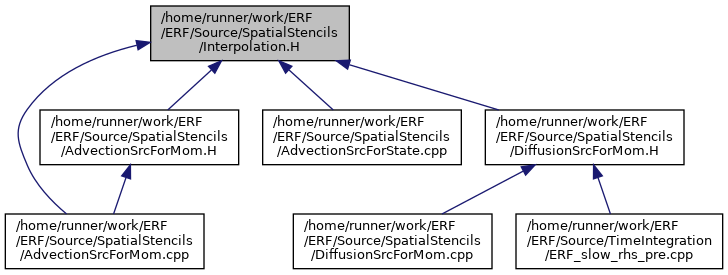 /home/runner/work/ERF
/ERF/Source/SpatialStencils
/Interpolation.H
/home/runner/work/ERF
/ERF/Source/SpatialStencils
/AdvectionSrcForMom.H
/home/runner/work/ERF
/ERF/Source/SpatialStencils
/AdvectionSrcForState.cpp
/home/runner/work/ERF
/ERF/Source/SpatialStencils
/DiffusionSrcForMom.H
/home/runner/work/ERF
/ERF/Source/SpatialStencils
/AdvectionSrcForMom.cpp
/home/runner/work/ERF
/ERF/Source/SpatialStencils
/DiffusionSrcForMom.cpp
/home/runner/work/ERF
/ERF/Source/TimeIntegration
/ERF_slow_rhs_pre.cpp